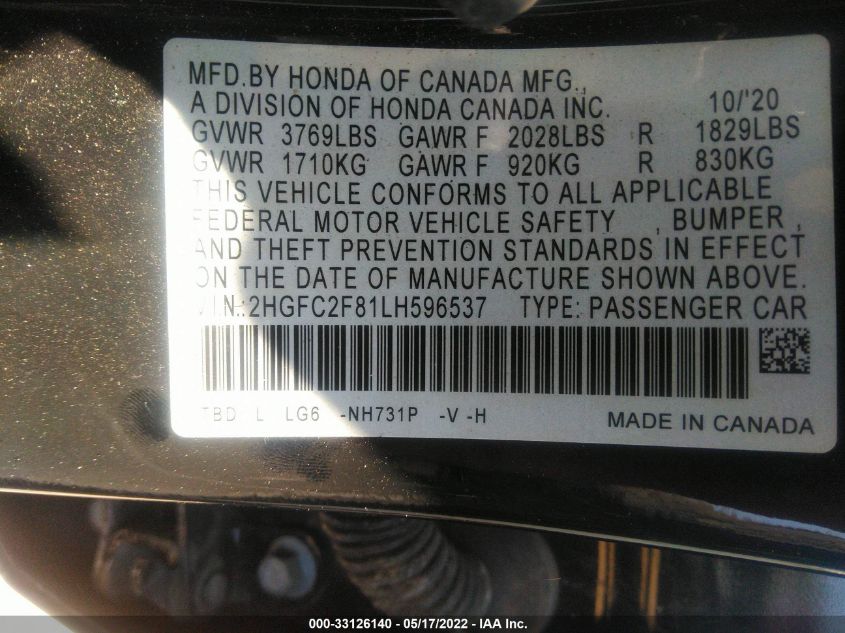 MFD.BY HONDA OF CANADA MFG.,
A DIVISION OF HONDA CANADA INC. 10/'20
GVWR 3769LBS GAWR F 2028LBS R 1829LBS
GVWR 1710KG GAWR F 920KG R 830KG
THIS VEHICLE CONFORMS TO ALL APPLICABLE
FEDERAL MOTOR VEHICLE SAFETY , BUMPER ,
AND THEFT PREVENTION STANDARDS IN EFFECT
ON THE DATE OF MANUFACTURE SHOWN ABOVE.
V.I.N.: 2HGFC2F81LH596537 TYPE: PASSENGER CAR
TBD L LG6 -NH731P -V -H MADE IN CANADA
000-33126140 - 05/17/2022 - IAA Inc.